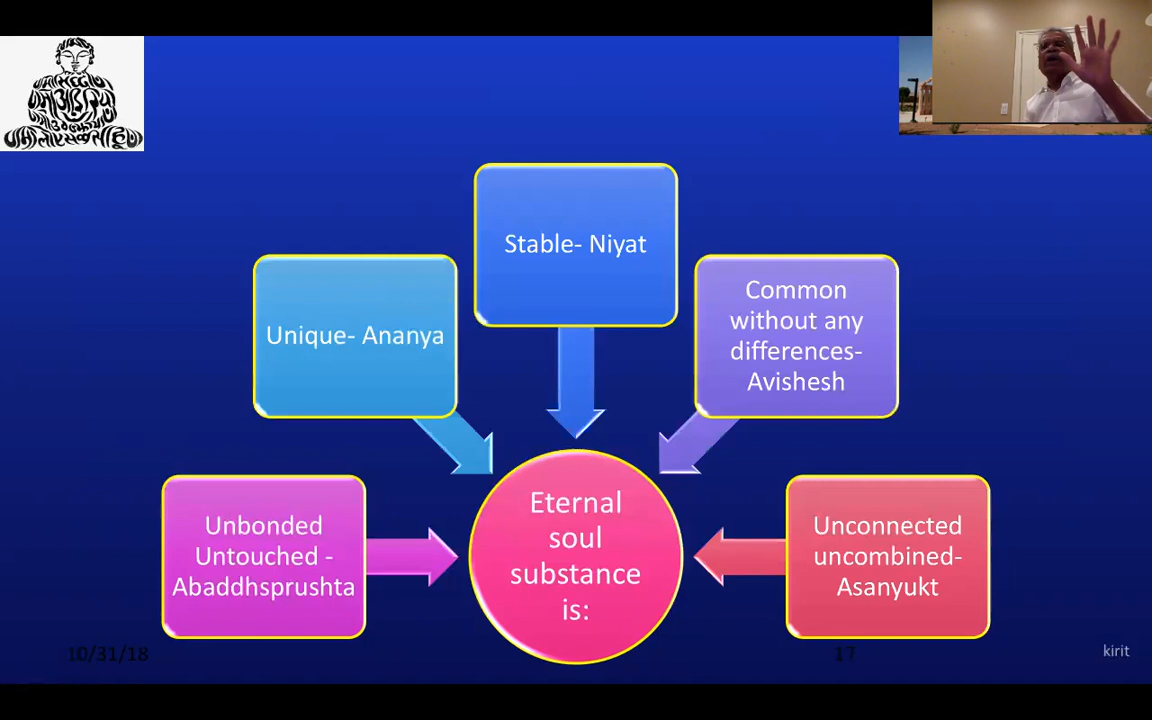 Stable- Niyat
Unique- Ananya
Common
without any
differences-
Avishesh
Unbonded
Untouched -
Abaddhsprushta
Eternal
soul
substance
is:
Unconnected
uncombined-
Asanyukt
10/31/18
17
kirit